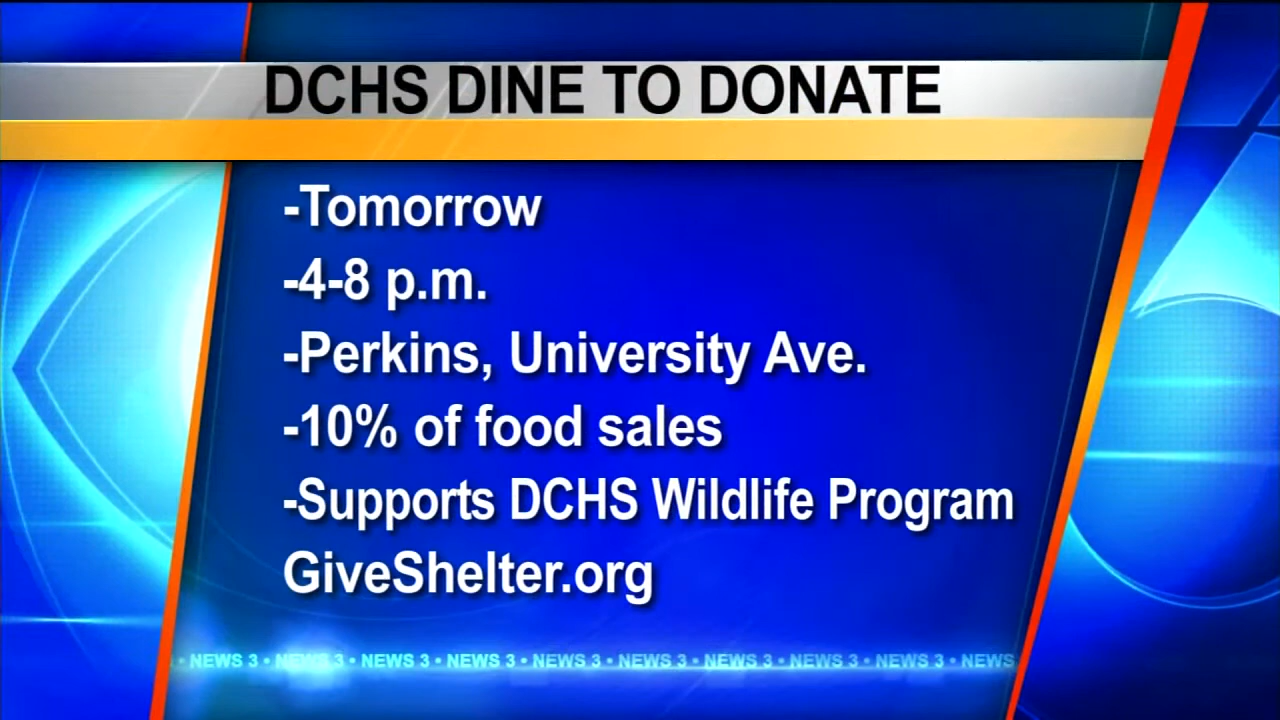 DCHS DINE TO DONATE
-Tomorrow
-4-8 p.m.
-Perkins, University Ave.
-10% of food sales
-Supports DCHS Wildlife Program
GiveShelter.org
• NEWS 3 • NEWS 3 • NEWS 3 • NEWS 3 • NEWS 3 • NEWS 3 • NEWS 3 • NEWS 3 • NEWS 3 • NEWS